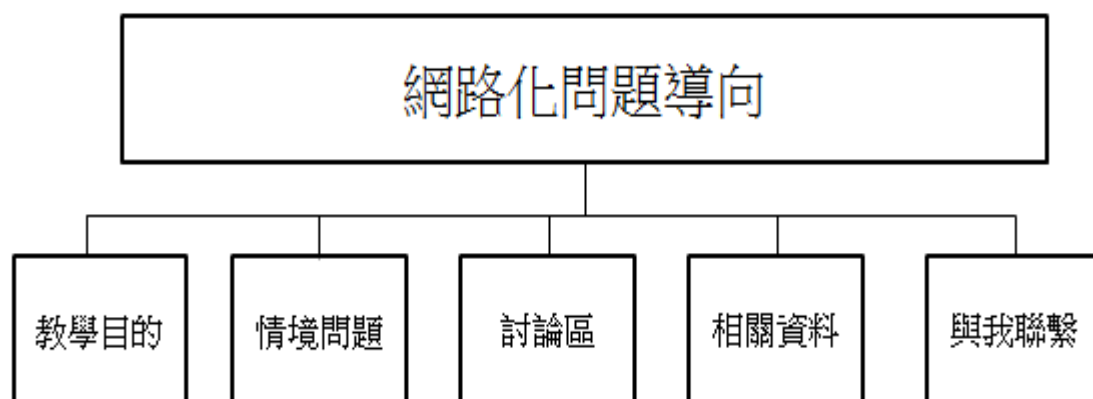 網路化問題導向
教學目的
情境問題
討論區
相關資料
與我聯繫